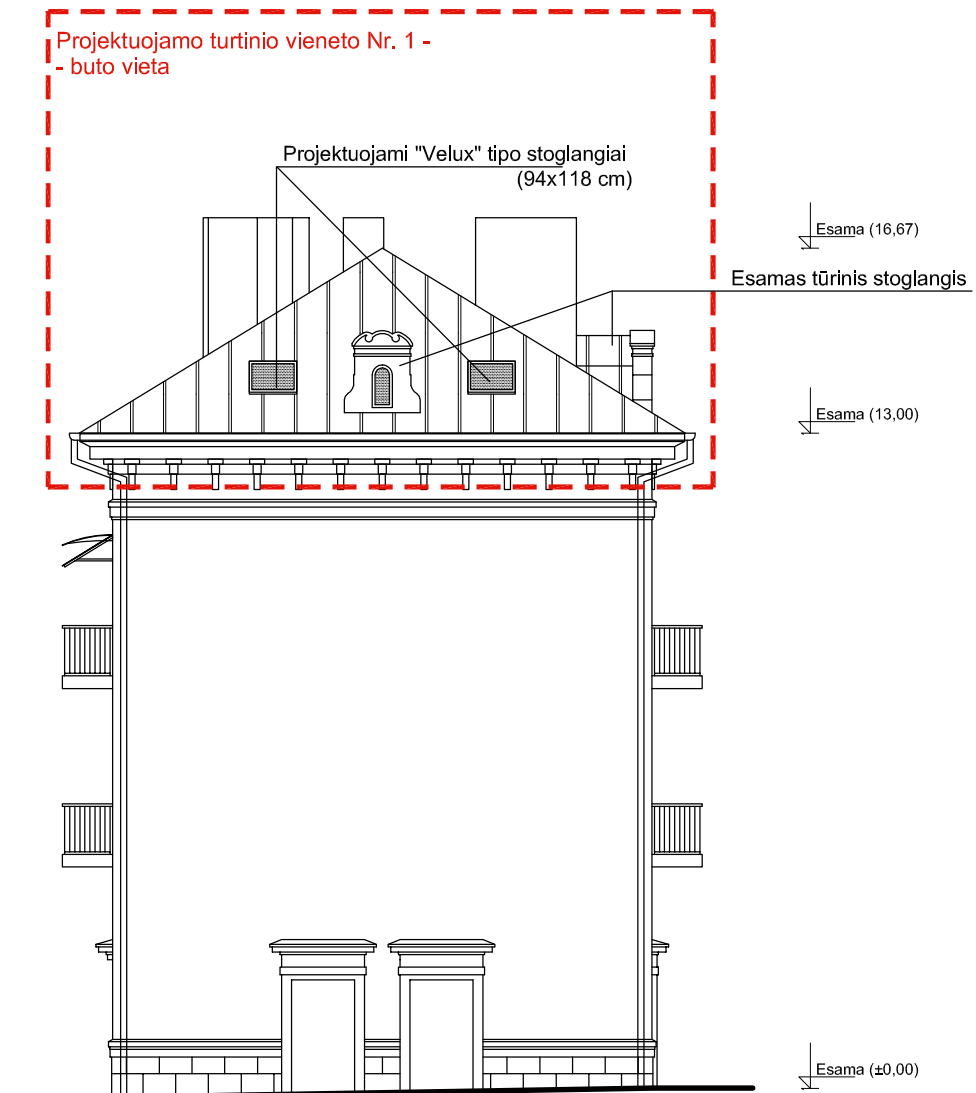 Projektuojamo turtinio vieneto Nr. 1 -
- buto vieta
Projektuojami "Velux" tipo stoglangiai
(94x118 cm)
Esama (16,67)
Esamas tūrinis stoglangis
Esama (13,00)
Esama (±0,00)